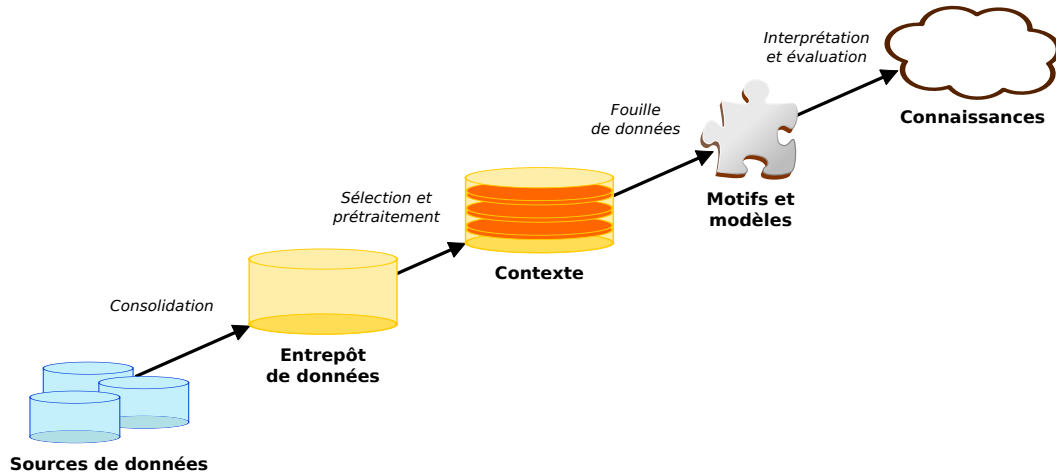 Sources de données
Consolidation
Entrepôt
de données
Sélection et
prétraitement
Contexte
Fouille
de données
Motifs et
modèles
Interprétation
et évaluation
Connaissances